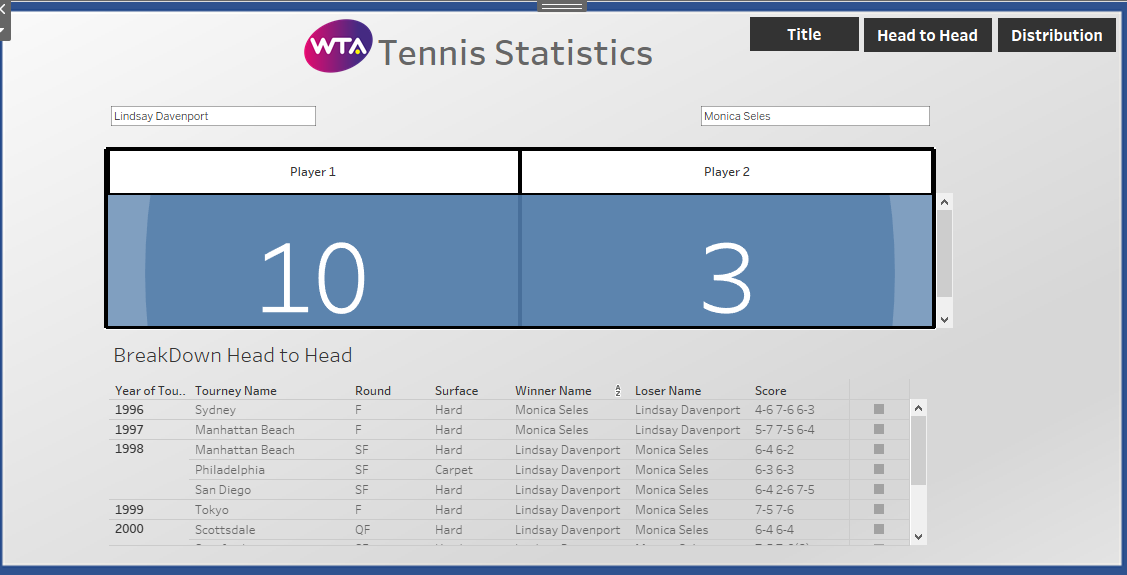 WTA Tennis Statistics
Title Head to Head Distribution
Lindsay Davenport Monica Seles
Player 1 Player 2
10 3
BreakDown Head to Head
Year of Tou.. Tourney Name Round Surface Winner Name Loser Name Score
1996 Sydney F Hard Monica Seles Lindsay Davenport 4-6 7-6 6-3
1997 Manhattan Beach F Hard Monica Seles Lindsay Davenport 5-7 7-5 6-4
1998 Manhattan Beach SF Hard Lindsay Davenport Monica Seles 6-4 6-2
Philadelphia SF Carpet Lindsay Davenport Monica Seles 6-3 6-3
San Diego SF Hard Lindsay Davenport Monica Seles 6-4 2-6 7-5
1999 Tokyo F Hard Lindsay Davenport Monica Seles 7-5 7-6
2000 Scottsdale QF Hard Lindsay Davenport Monica Seles 6-4 6-4